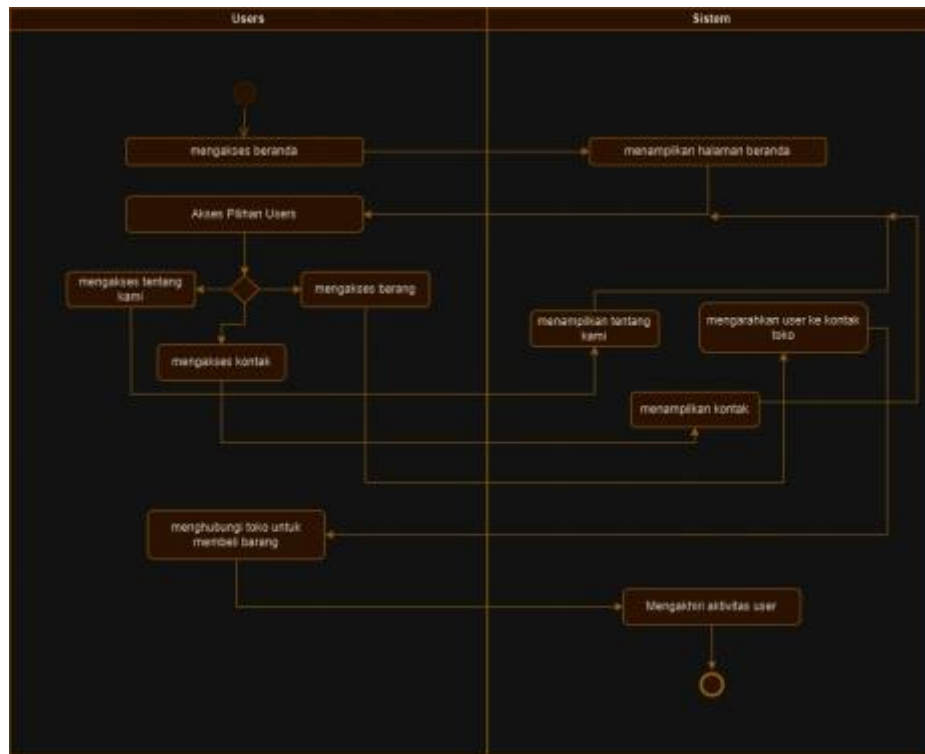 Users
Sistem
mengakses beranda
menampilkan halaman beranda
Akses Pilihan Users
mengakses tentang
kami
mengakses barang
menampilkan tentang
kami
mengarahkan user ke kontak
toko
mengakses kontak
menampilkan kontak
menghubungi toko untuk
membeli barang
Mengakhiri aktivitas user